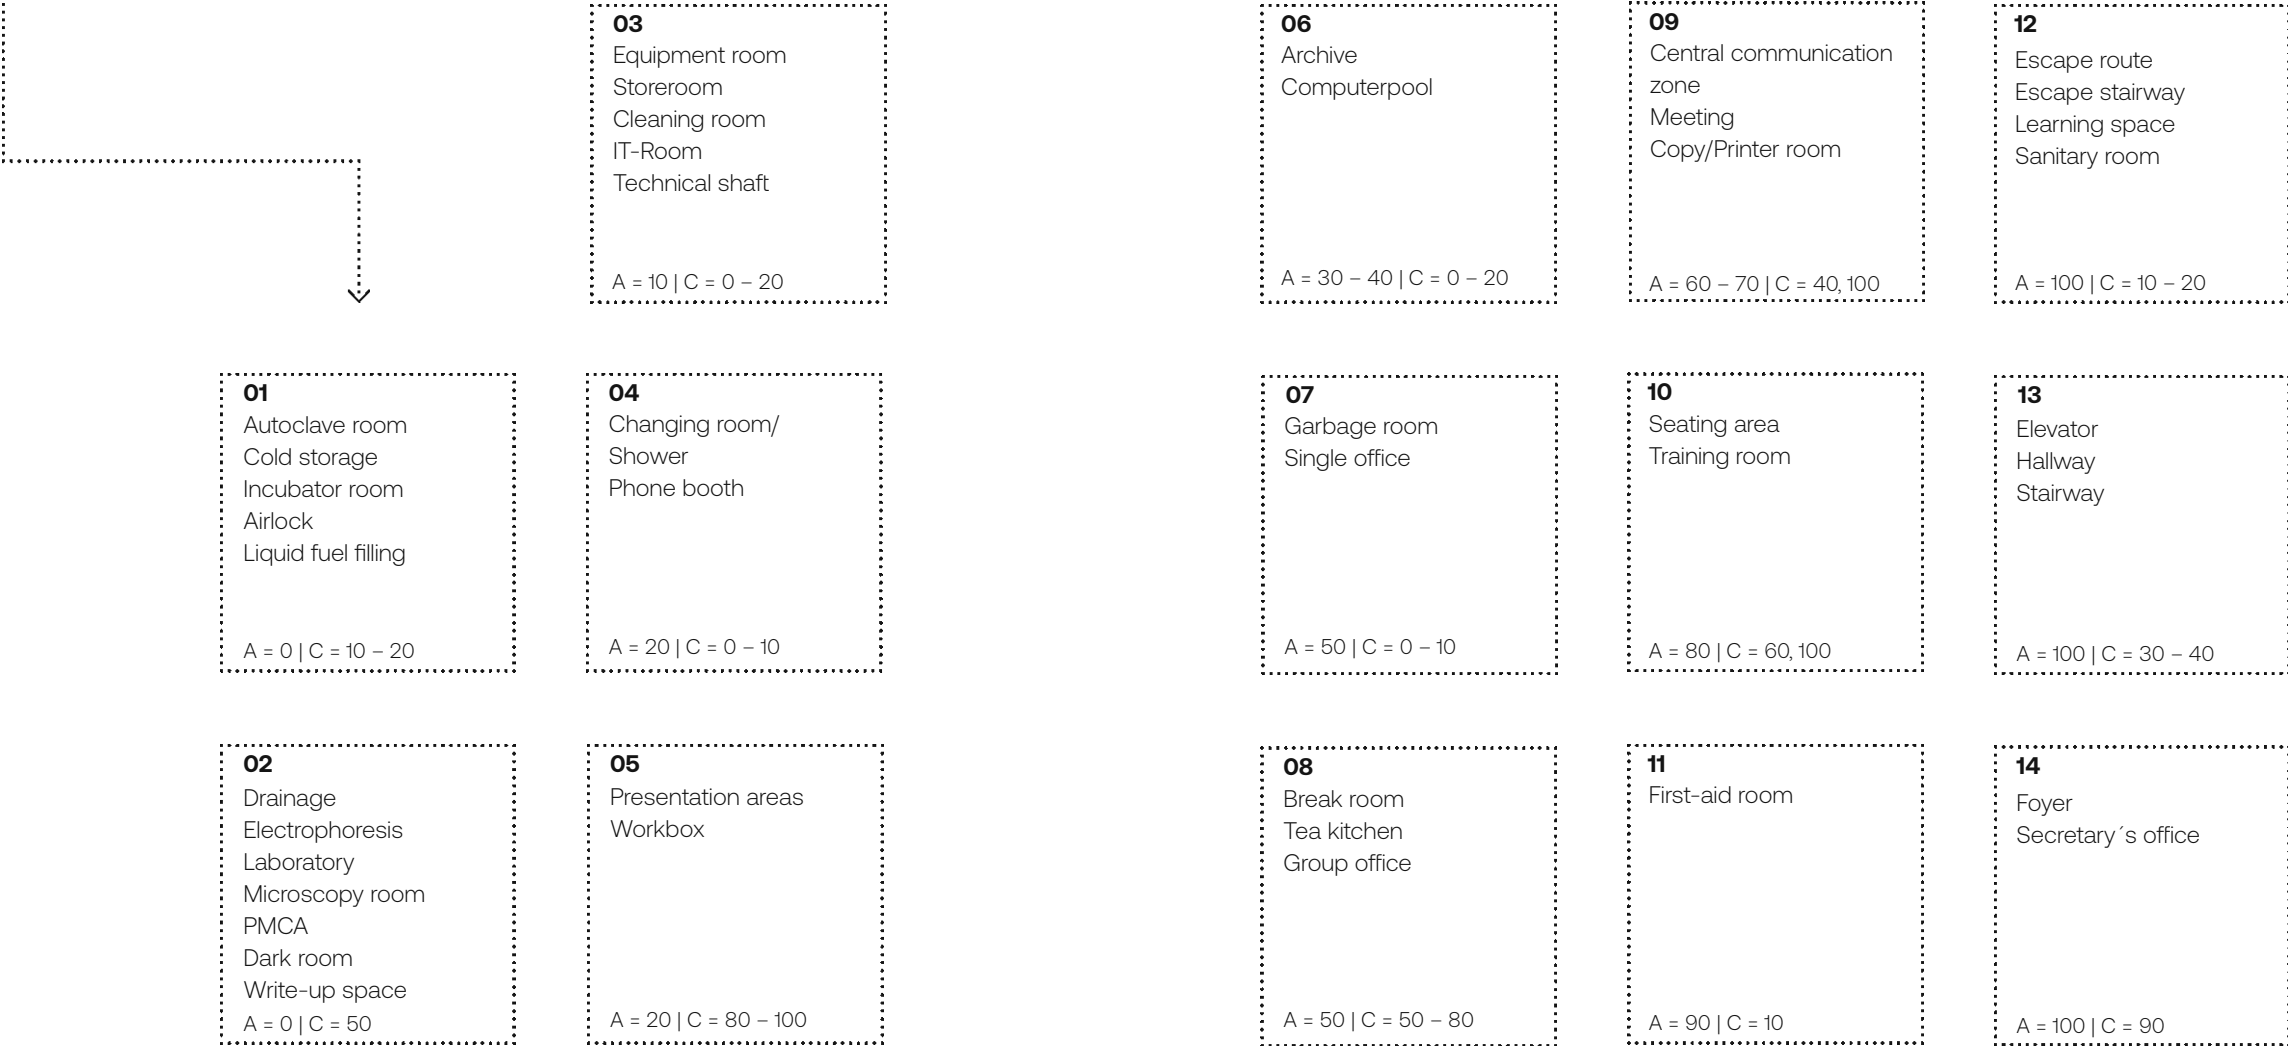 03
Equipment room
Storeroom
Cleaning room
IT-Room
Technical shaft
A = 10 | C = 0 – 20
06
Archive
Computerpool
A = 30 – 40 | C = 0 – 20
09
Central communication
zone
Meeting
Copy/Printer room
A = 60 – 70 | C = 40, 100
12
Escape route
Escape stairway
Learning space
Sanitary room
A = 100 | C = 10 – 20
01
Autoclave room
Cold storage
Incubator room
Airlock
Liquid fuel filling
A = 0 | C = 10 – 20
04
Changing room/
Shower
Phone booth
A = 20 | C = 0 – 10
07
Garbage room
Single office
A = 50 | C = 0 – 10
10
Seating area
Training room
A = 80 | C = 60, 100
13
Elevator
Hallway
Stairway
A = 100 | C = 30 – 40
02
Drainage
Electrophoresis
Laboratory
Microscopy room
PMCA
Dark room
Write-up space
A = 0 | C = 50
05
Presentation areas
Workbox
A = 20 | C = 80 – 100
08
Break room
Tea kitchen
Group office
A = 50 | C = 50 – 80
11
First-aid room
A = 90 | C = 10
14
Foyer
Secretary´s office
A = 100 | C = 90